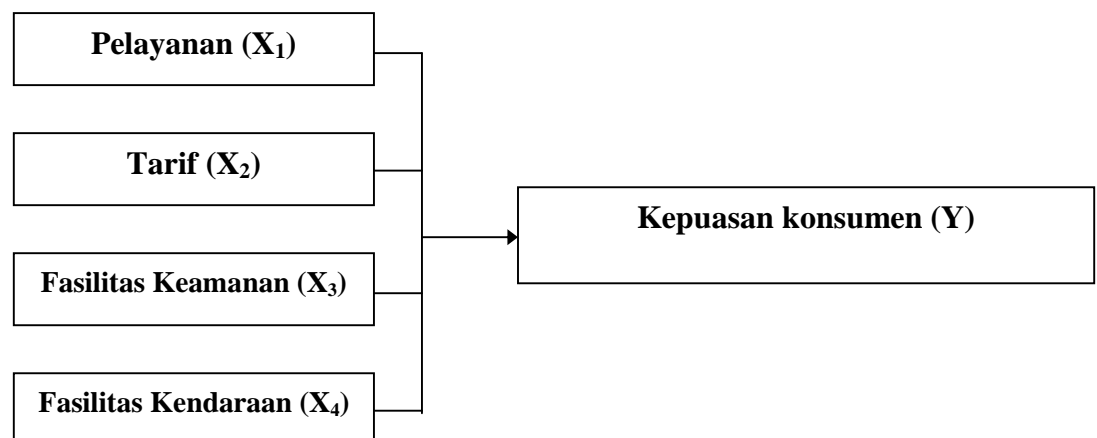 Pelayanan (X₁)
Tarif (X₂)
Kepuasan konsumen (Y)
Fasilitas Keamanan (X₃)
Fasilitas Kendaraan (X₄)